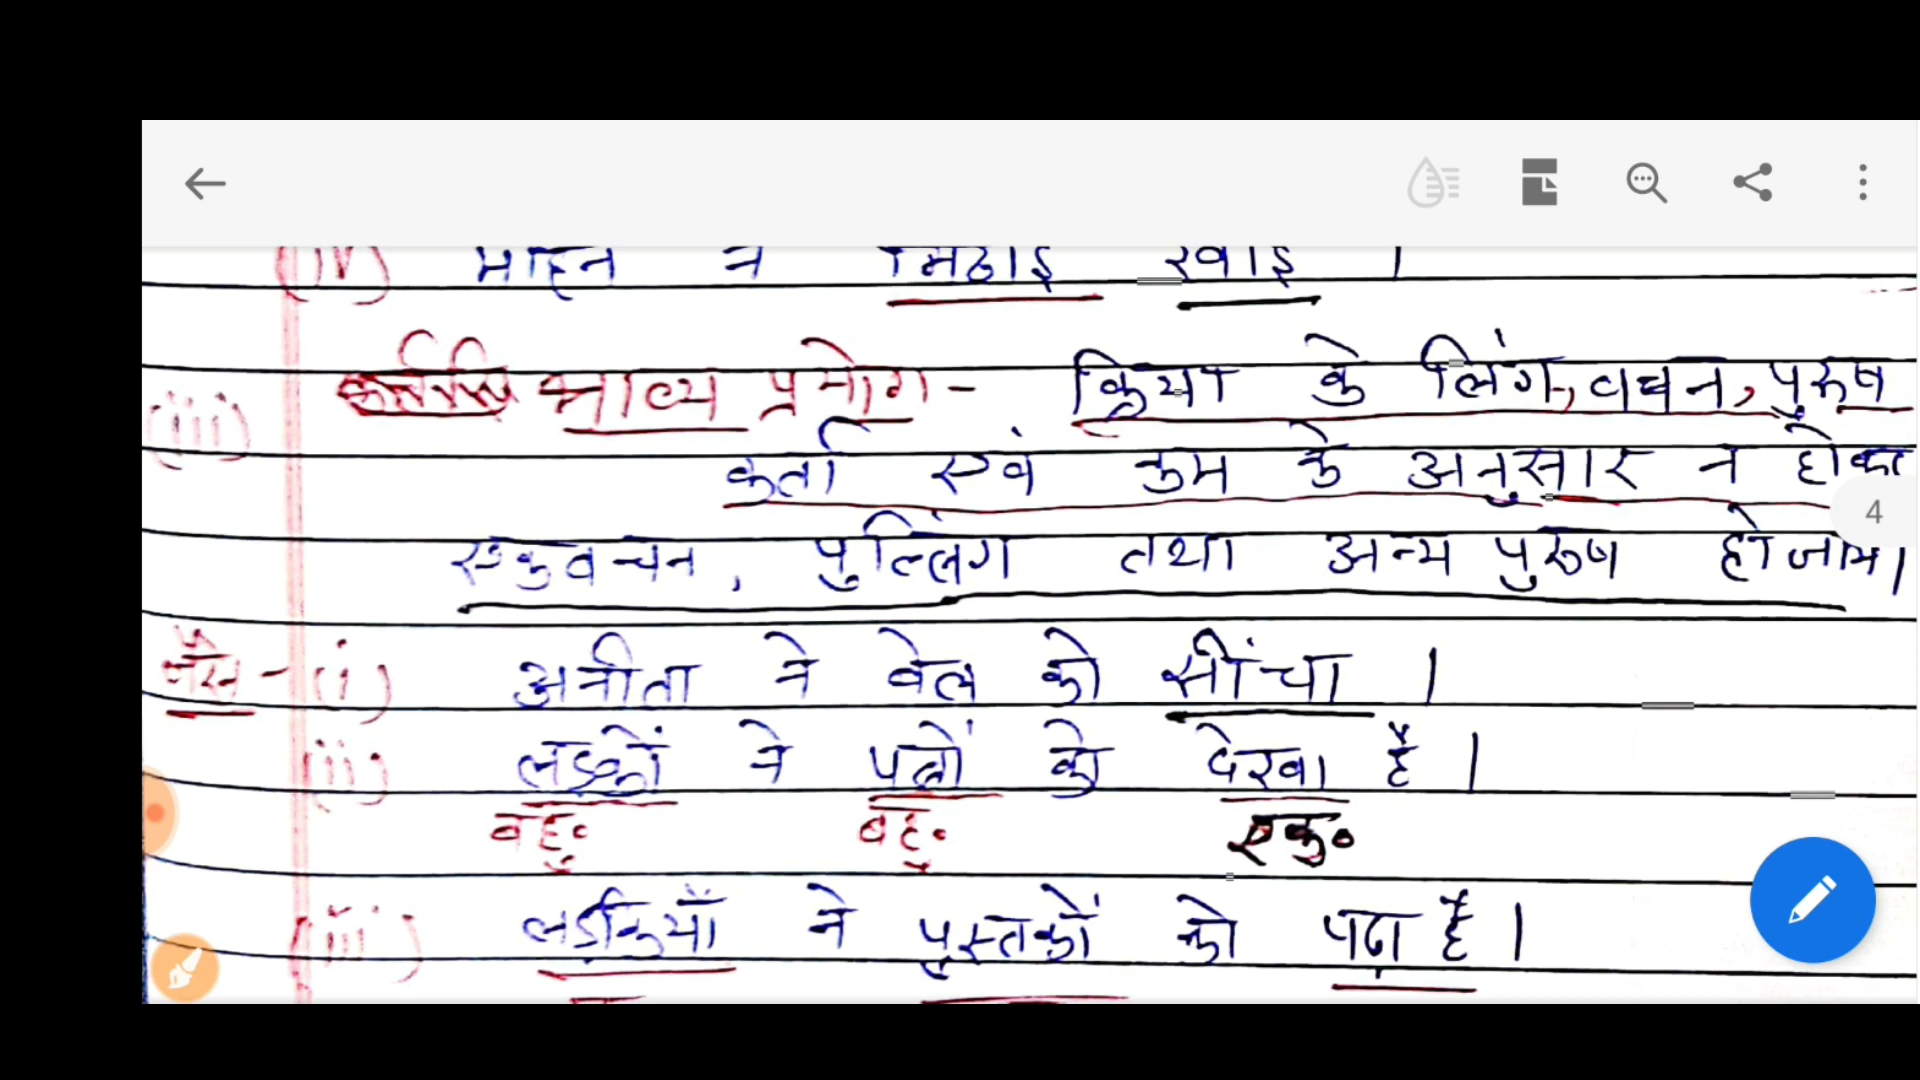 (iv) मोहन ने मिठाई खाई ।
(iii) भाव्य प्रयोग - क्रिया के लिंग, वचन, पुरुष
कर्ता एवं कर्म के अनुसार न होकर
4
एकवचन, पुल्लिंग तथा अन्य पुरुष हो जाय।
जैसे - (i) अनीता ने बेल को सींचा ।
(ii) लड़कों ने पत्रों को देखा है ।
बहु० बहु० एक०
(iii) लड़कियों ने पुस्तकों को पढ़ा है ।